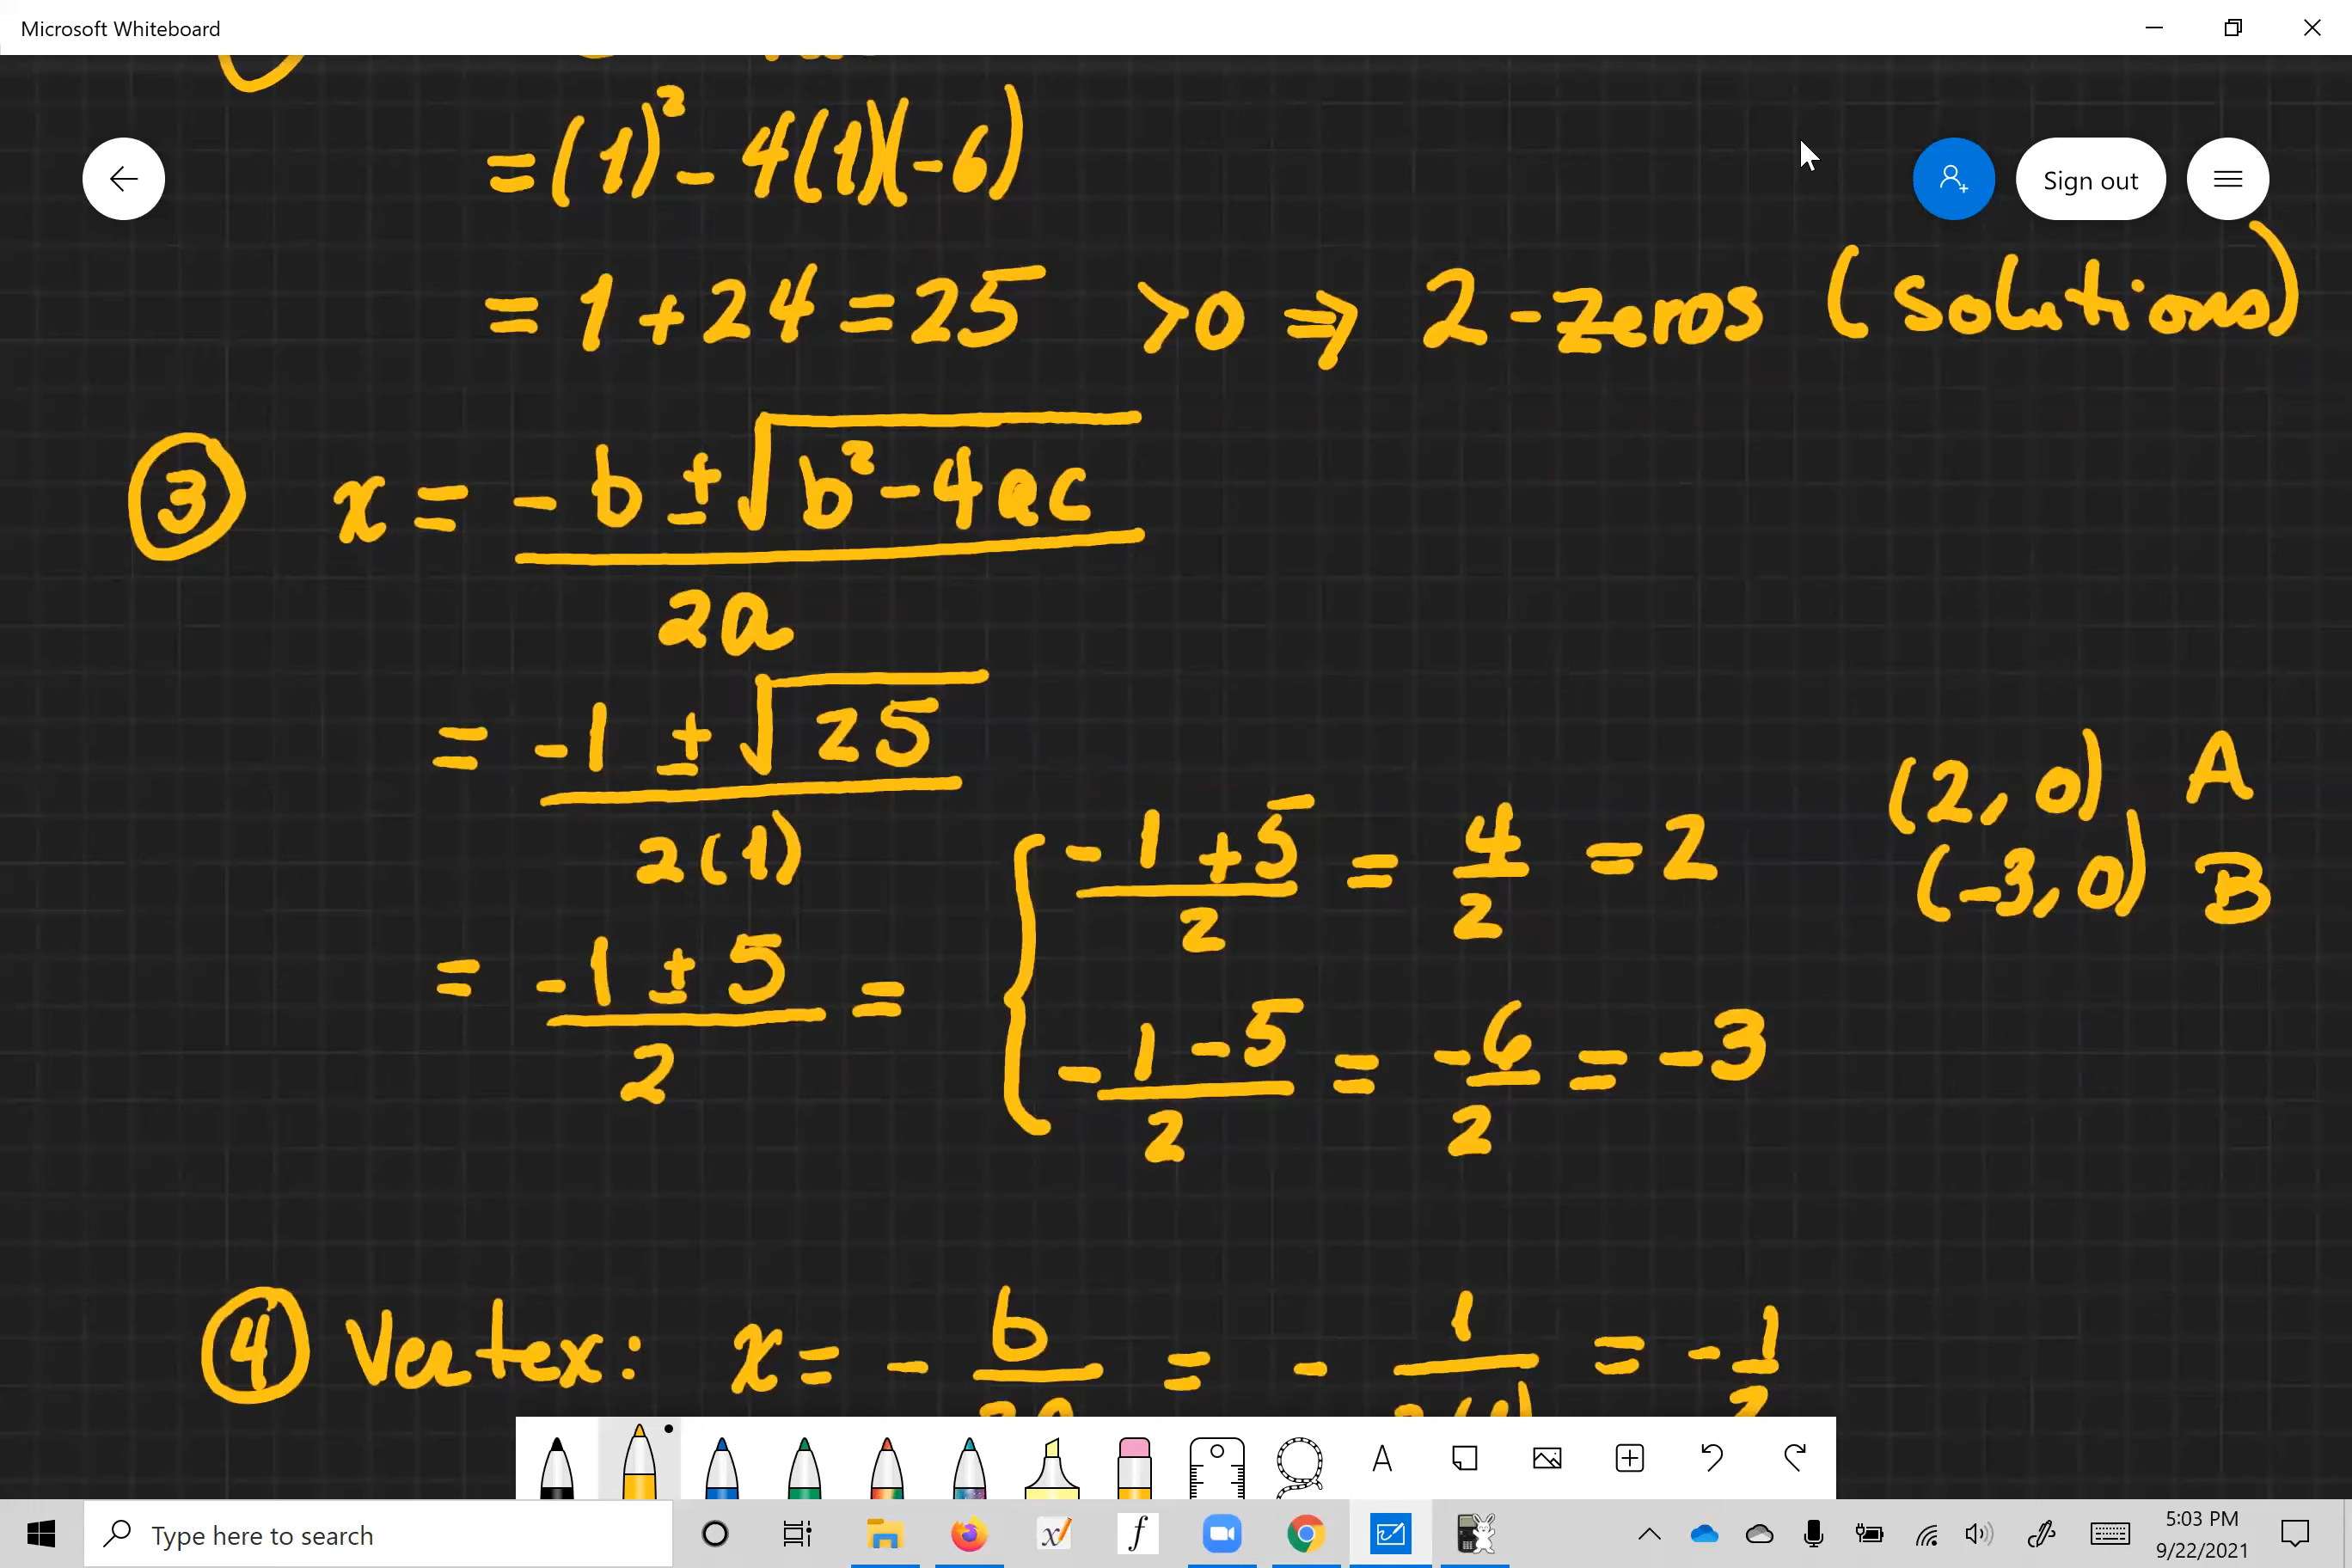 Microsoft Whiteboard
= (1)² - 4(1)(-6)
Sign out
= 1 + 24 = 25 > 0 ⇒ 2 - zeros (solutions)
③ x = -b ± √(b² - 4ac)
2a
= -1 ± √25
2(1)
(2, 0) A
-1 + 5 = 4 = 2
2 2
(-3, 0) B
= -1 ± 5 =
2
-1 - 5 = -6 = -3
2 2
④ Vertex: x = - b = - 1 = - 1
2a 2(1) 2
A
Type here to search
x
f
5:03 PM
9/22/2021